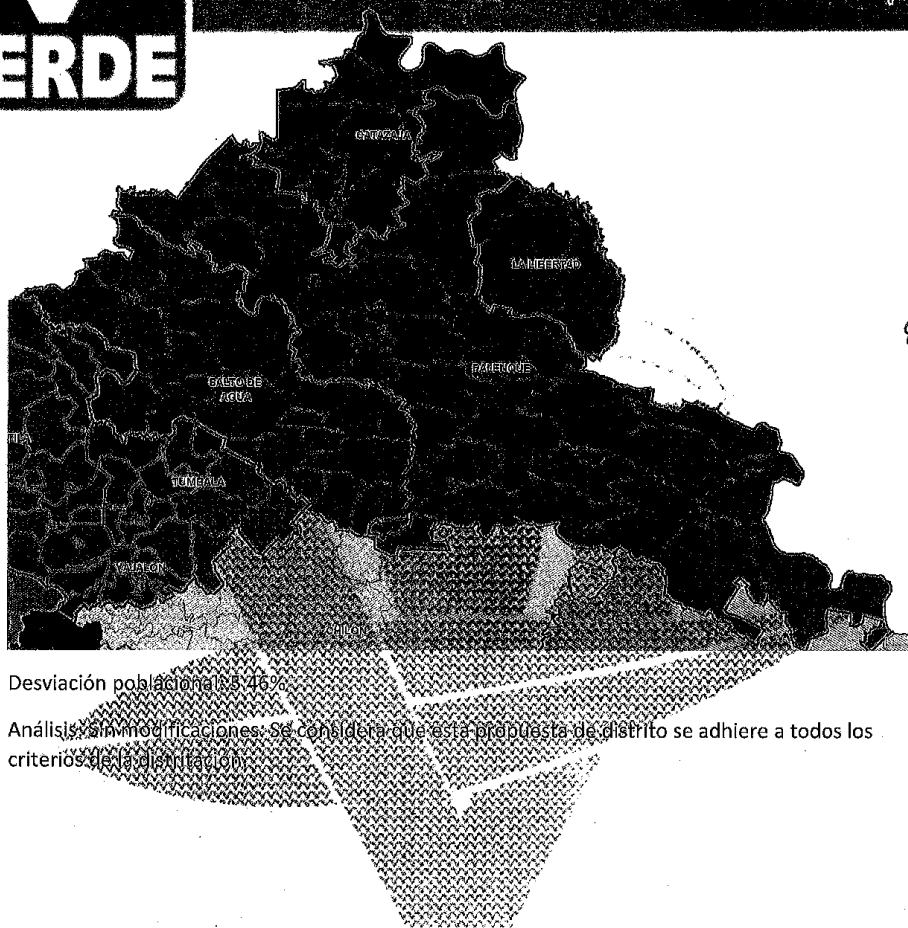 ERDE
CATAZAJA
LA LIBERTAD
PALENQUE
SALTO DE
AGUA
TUMBALA
YAJALON
Desviación poblacional: 5.46%
Análisis: Sin modificaciones: Se considera que esta propuesta de distrito se adhiere a todos los
criterios de la distritación.